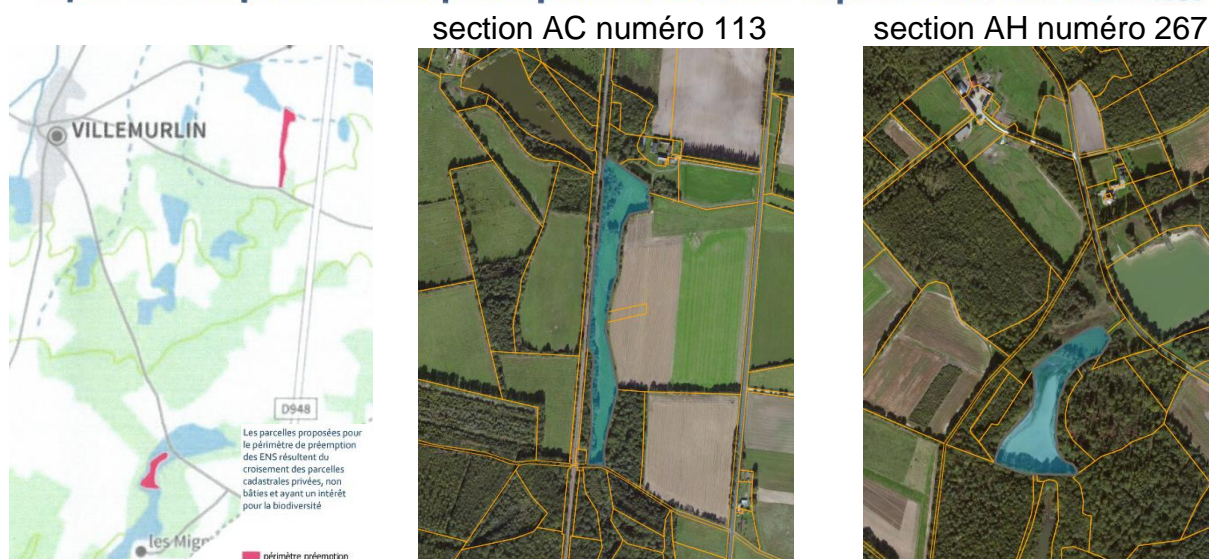 section AC numéro 113
section AH numéro 267
VILLEMURLIN
D948
Les parcelles proposées pour
le périmètre de préemption
des ENS résultent du
croisement des parcelles
cadastrales privées, non
bâties et ayant un intérêt
pour la biodiversité
les Mign
périmètre préemption